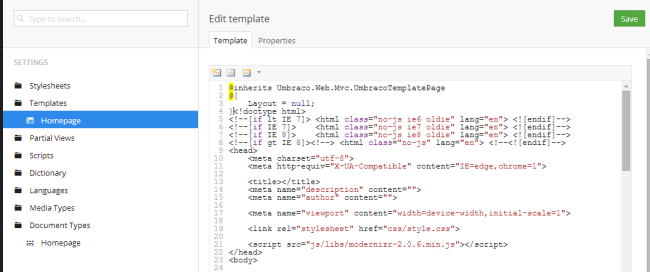 Type to search...
SETTINGS
Stylesheets
Templates
Homepage
Partial Views
Scripts
Dictionary
Languages
Media Types
Document Types
Homepage
Edit template
Save
Template
Properties
1 @inherits Umbraco.Web.Mvc.UmbracoTemplatePage
2 @{
3     Layout = null;
4 }<!doctype html>
5 <!--[if lt IE 7]> <html class="no-js ie6 oldie" lang="en"> <![endif]-->
6 <!--[if IE 7]>    <html class="no-js ie7 oldie" lang="en"> <![endif]-->
7 <!--[if IE 8]>    <html class="no-js ie8 oldie" lang="en"> <![endif]-->
8 <!--[if gt IE 8]><!--> <html class="no-js" lang="en"> <!--<![endif]-->
9 <head>
10     <meta charset="utf-8">
11     <meta http-equiv="X-UA-Compatible" content="IE=edge,chrome=1">
12
13     <title></title>
14     <meta name="description" content="">
15     <meta name="author" content="">
16
17     <meta name="viewport" content="width=device-width,initial-scale=1">
18
19     <link rel="stylesheet" href="css/style.css">
20
21     <script src="js/libs/modernizr-2.0.6.min.js"></script>
22 </head>
23 <body>
24